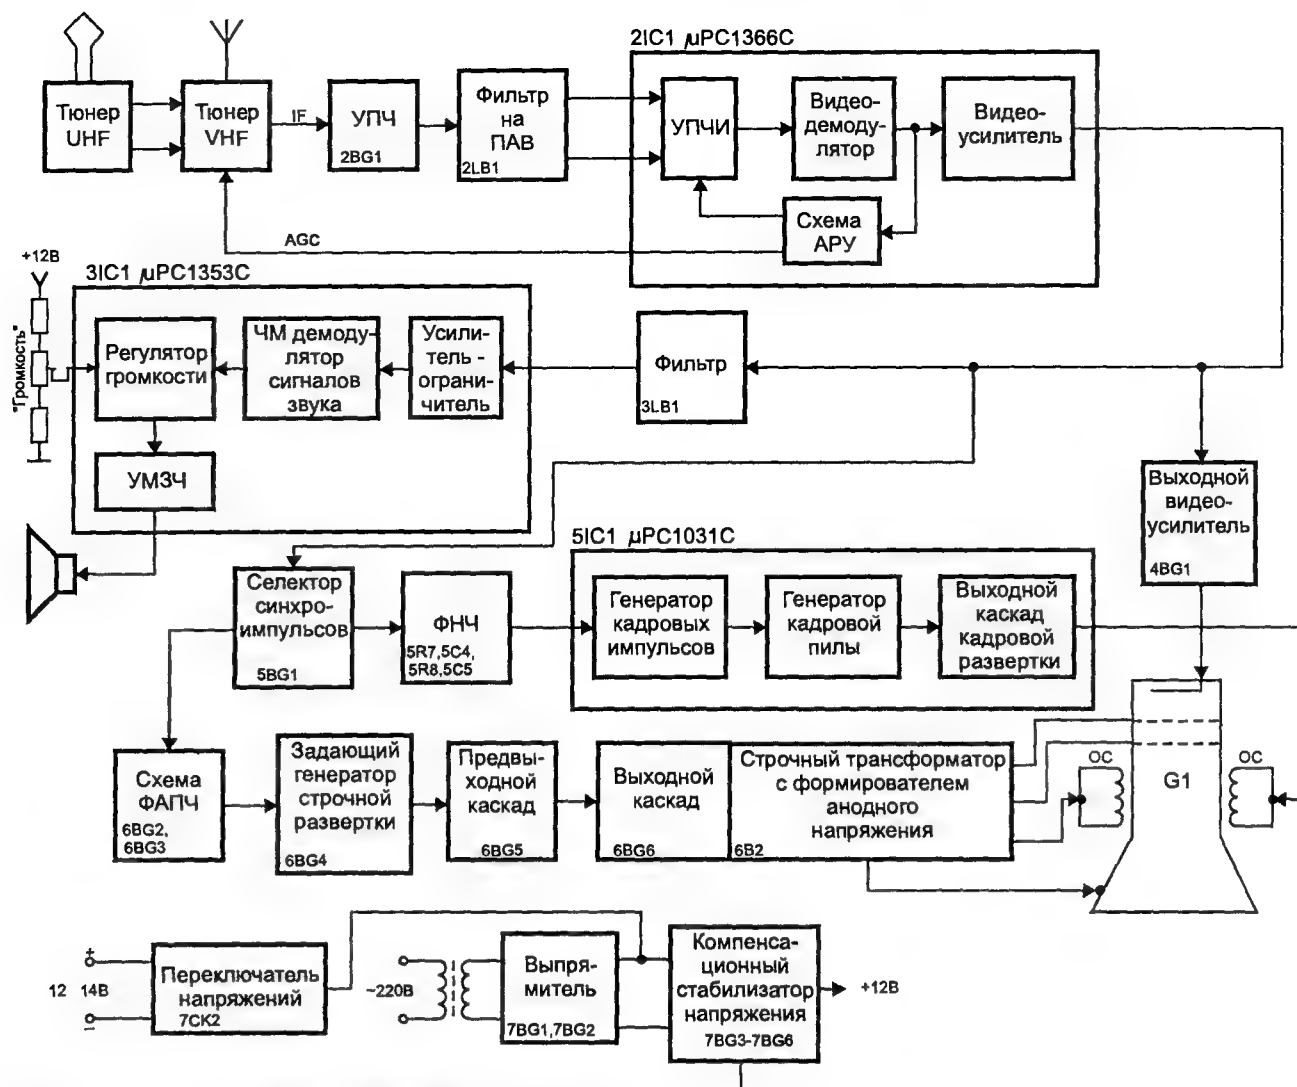 2IC1 µPC1366C
Тюнер
UHF
Тюнер
VHF
IF
УПЧ
2BG1
Фильтр
на
ПАВ
2LB1
УПЧИ
Видео-
демоду-
лятор
Видео-
усилитель
Схема
АРУ
AGC
+12В
"Громкость"
3IC1 µPC1353C
Регулятор
громкости
ЧМ демоду-
лятор
сигналов
звука
Усили-
тель -
ограни-
читель
УМЗЧ
Фильтр
3LB1
Выходной
видео-
усилитель
4BG1
5IC1 µPC1031C
Селектор
синхро-
импульсов
5BG1
ФНЧ
5R7,5C4,
5R8,5C5
Генератор
кадровых
импульсов
Генератор
кадровой
пилы
Выходной
каскад
кадровой
развертки
Схема
ФАПЧ
6BG2,
6BG3
Задающий
генератор
строчной
развертки
6BG4
Предвы-
ходной
каскад
6BG5
Выходной
каскад
6BG6
Строчный трансформатор
с формирователем
анодного
напряжения
6B2
ОС
G1
ОС
+
12 14В
–
Переключатель
напряжений
7СК2
~220В
Выпря-
митель
7BG1,7BG2
Компенса-
ционный
стабилизатор
напряжения
7BG3-7BG6
+12В